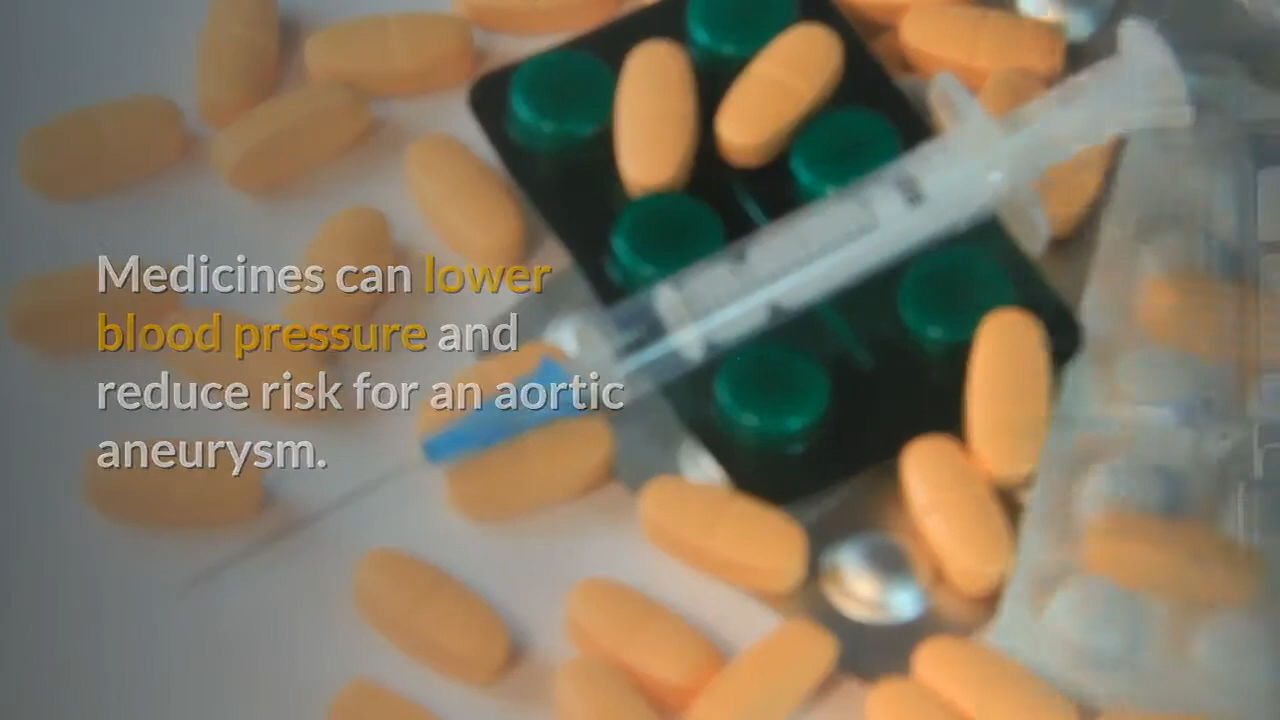 Medicines can lower
blood pressure and
reduce risk for an aortic
aneurysm.